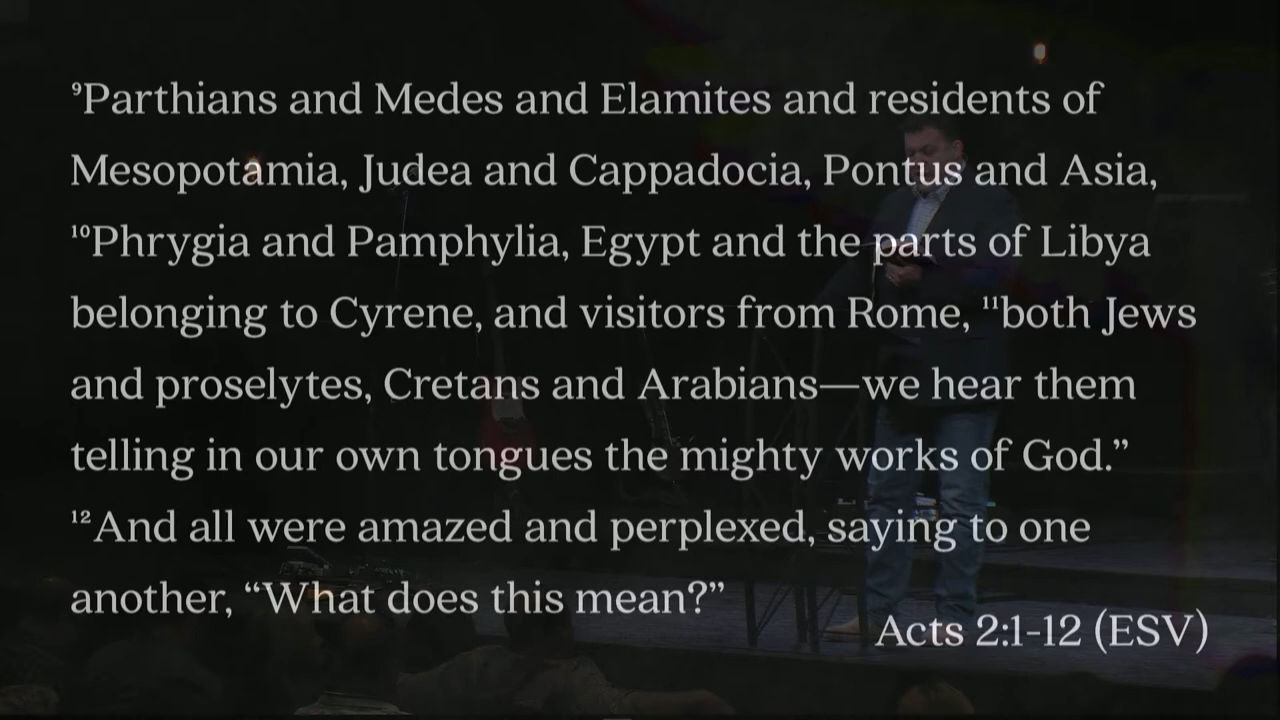 ⁹Parthians and Medes and Elamites and residents of
Mesopotamia, Judea and Cappadocia, Pontus and Asia,
¹⁰Phrygia and Pamphylia, Egypt and the parts of Libya
belonging to Cyrene, and visitors from Rome, ¹¹both Jews
and proselytes, Cretans and Arabians—we hear them
telling in our own tongues the mighty works of God.”
¹²And all were amazed and perplexed, saying to one
another, “What does this mean?”
Acts 2:1-12 (ESV)